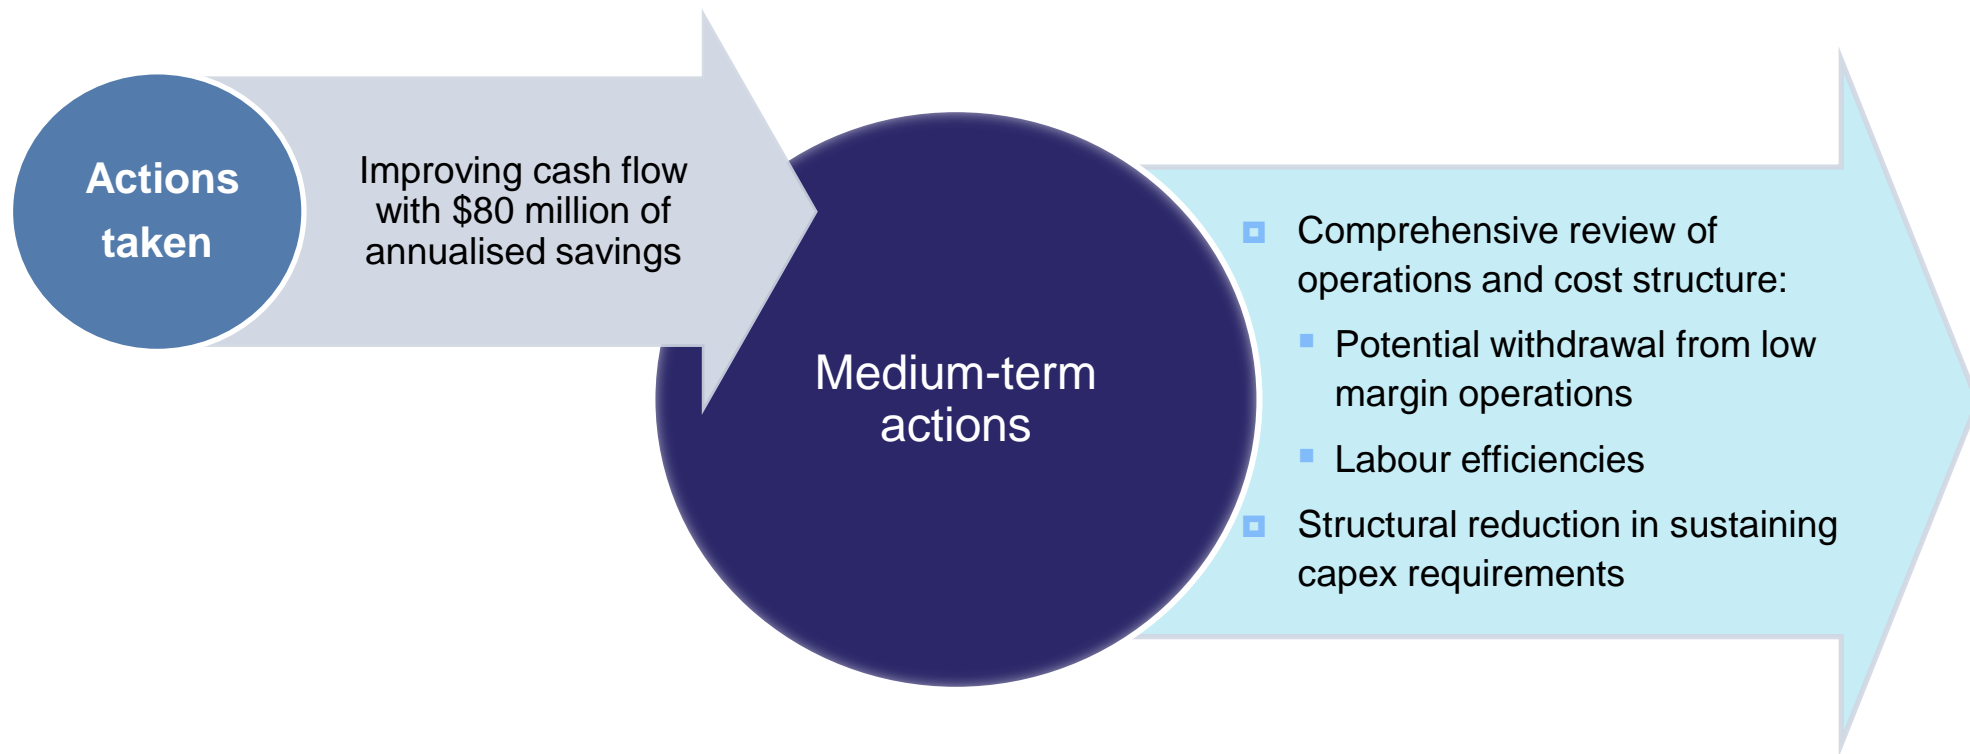 Actions
taken
Improving cash flow
with $80 million of
annualised savings
Medium-term
actions
Comprehensive review of
operations and cost structure:
Potential withdrawal from low
margin operations
Labour efficiencies
Structural reduction in sustaining
capex requirements